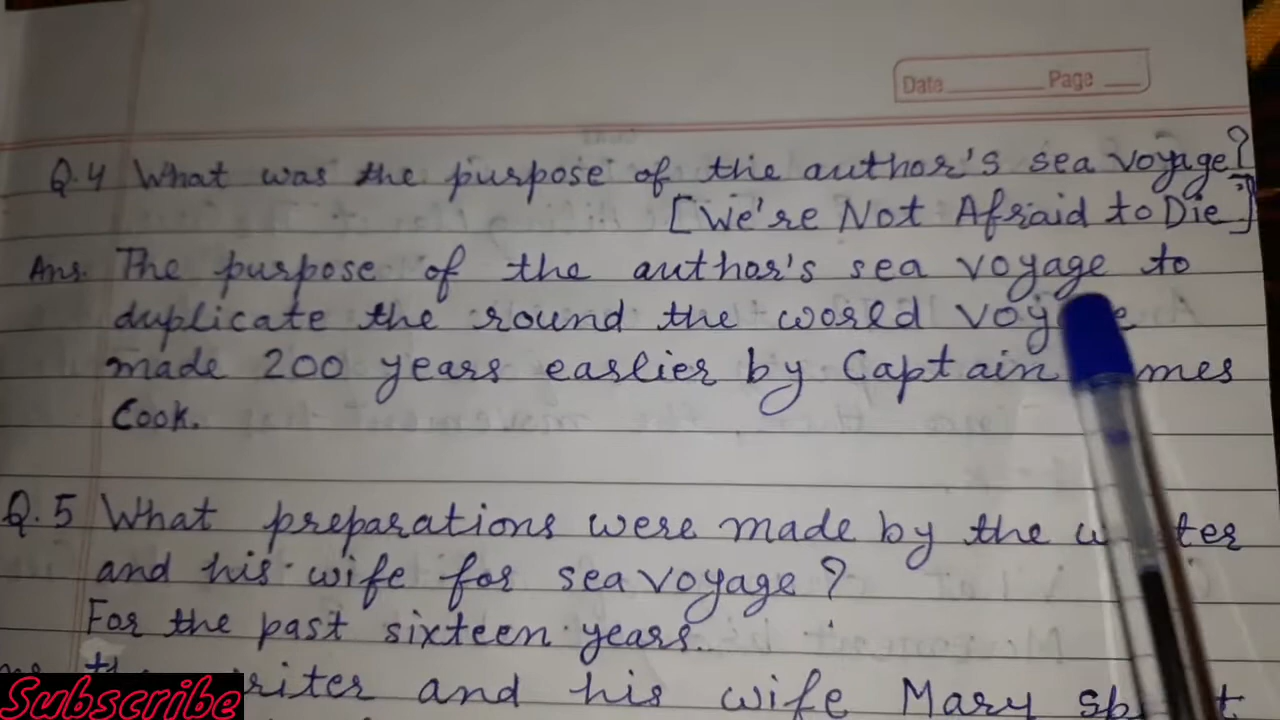 Date Page
Q.4 What was the purpose of the author's sea voyage?
[We're Not Afraid to Die]
Ans. The purpose of the author's sea voyage to
duplicate the round the world
made 200 years earlier by Captain
Cook.
Q.5 What preparations were made by the
and his wife for sea voyage?
For the past sixteen years.
and his wife Mary
Subscribe